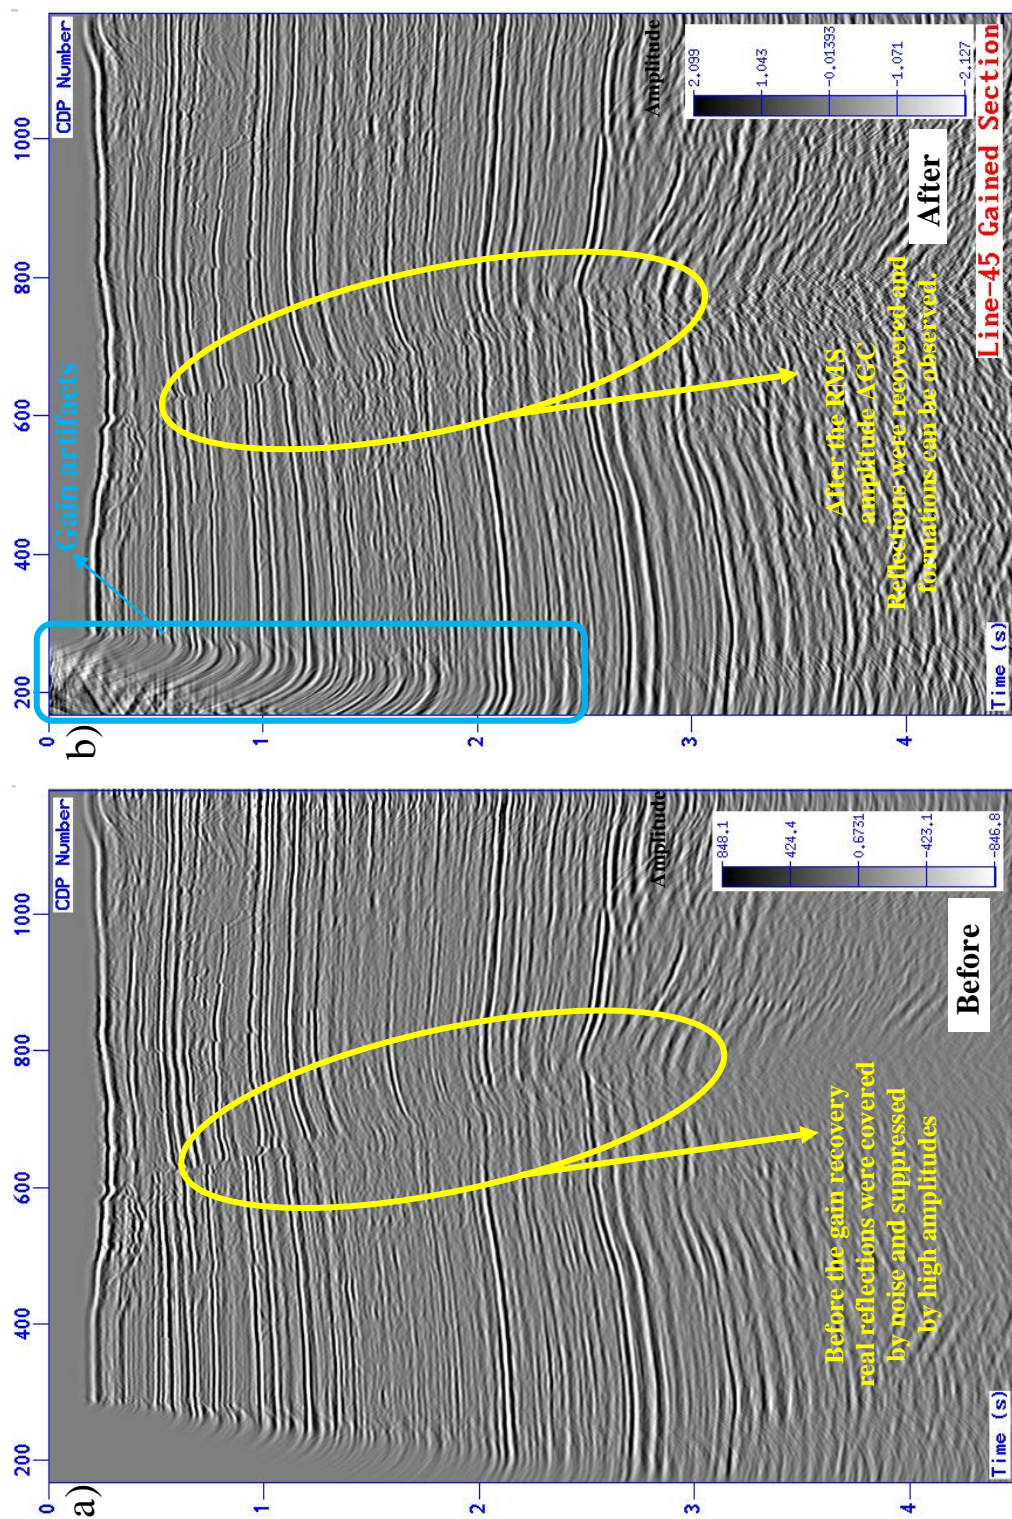 a)
CDP Number
200
400
600
800
1000
0
1
2
3
4
Time (s)
Amplitude
848.1
424.4
0.6731
-423.1
-846.8
Before
Before the gain recovery
real reflections were covered
by noise and suppressed
by high amplitudes
b)
CDP Number
200
400
600
800
1000
0
1
2
3
4
Time (s)
Gain artifacts
Amplitude
2.099
1.043
-0.01393
-1.071
-2.127
After
After the RMS
amplitude AGC
Reflections were recovered and
formations can be observed.
Line-45 Gained Section